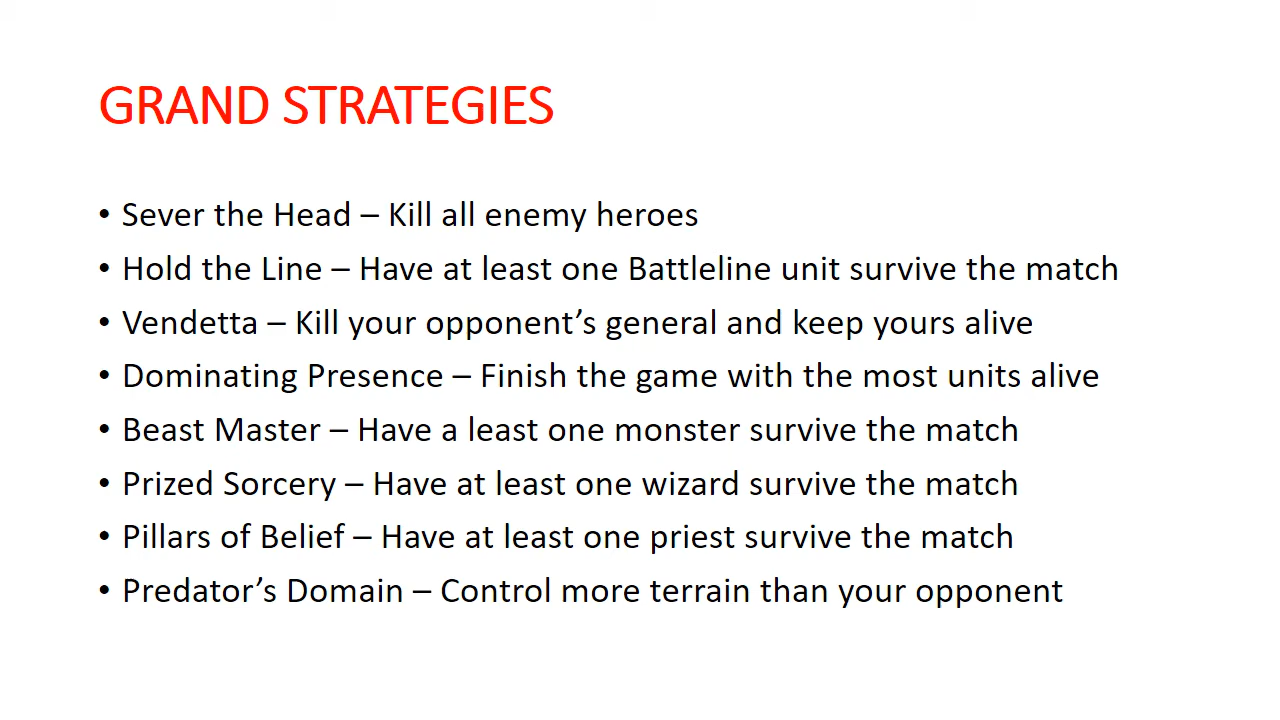 GRAND STRATEGIES
• Sever the Head – Kill all enemy heroes
• Hold the Line – Have at least one Battleline unit survive the match
• Vendetta – Kill your opponent’s general and keep yours alive
• Dominating Presence – Finish the game with the most units alive
• Beast Master – Have a least one monster survive the match
• Prized Sorcery – Have at least one wizard survive the match
• Pillars of Belief – Have at least one priest survive the match
• Predator’s Domain – Control more terrain than your opponent